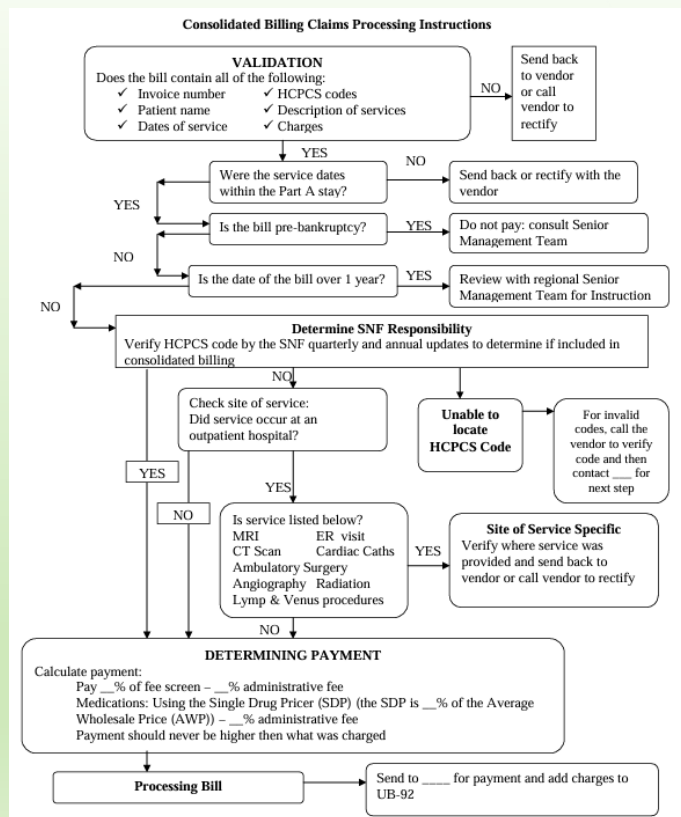 Consolidated Billing Claims Processing Instructions
VALIDATION
Does the bill contain all of the following:
✓ Invoice number ✓ HCPCS codes
✓ Patient name ✓ Description of services
✓ Dates of service ✓ Charges
NO
Send back
to vendor
or call
vendor to
rectify
YES
Were the service dates
within the Part A stay?
NO
Send back or rectify with the
vendor
YES
Is the bill pre-bankruptcy?
YES
Do not pay: consult Senior
Management Team
NO
Is the date of the bill over 1 year?
YES
Review with regional Senior
Management Team for Instruction
NO
Determine SNF Responsibility
Verify HCPCS code by the SNF quarterly and annual updates to determine if included in
consolidated billing
NO
Check site of service:
Did service occur at an
outpatient hospital?
Unable to
locate
HCPCS Code
For invalid
codes, call the
vendor to verify
code and then
contact ___ for
next step
YES
NO
YES
Is service listed below?
MRI ER visit
CT Scan Cardiac Caths
Ambulatory Surgery
Angiography Radiation
Lymp & Venus procedures
YES
Site of Service Specific
Verify where service was
provided and send back to
vendor or call vendor to rectify
NO
DETERMINING PAYMENT
Calculate payment:
Pay __% of fee screen – __% administrative fee
Medications: Using the Single Drug Pricer (SDP) (the SDP is __% of the Average
Wholesale Price (AWP)) – __% administrative fee
Payment should never be higher then what was charged
Processing Bill
Send to ____ for payment and add charges to
UB-92